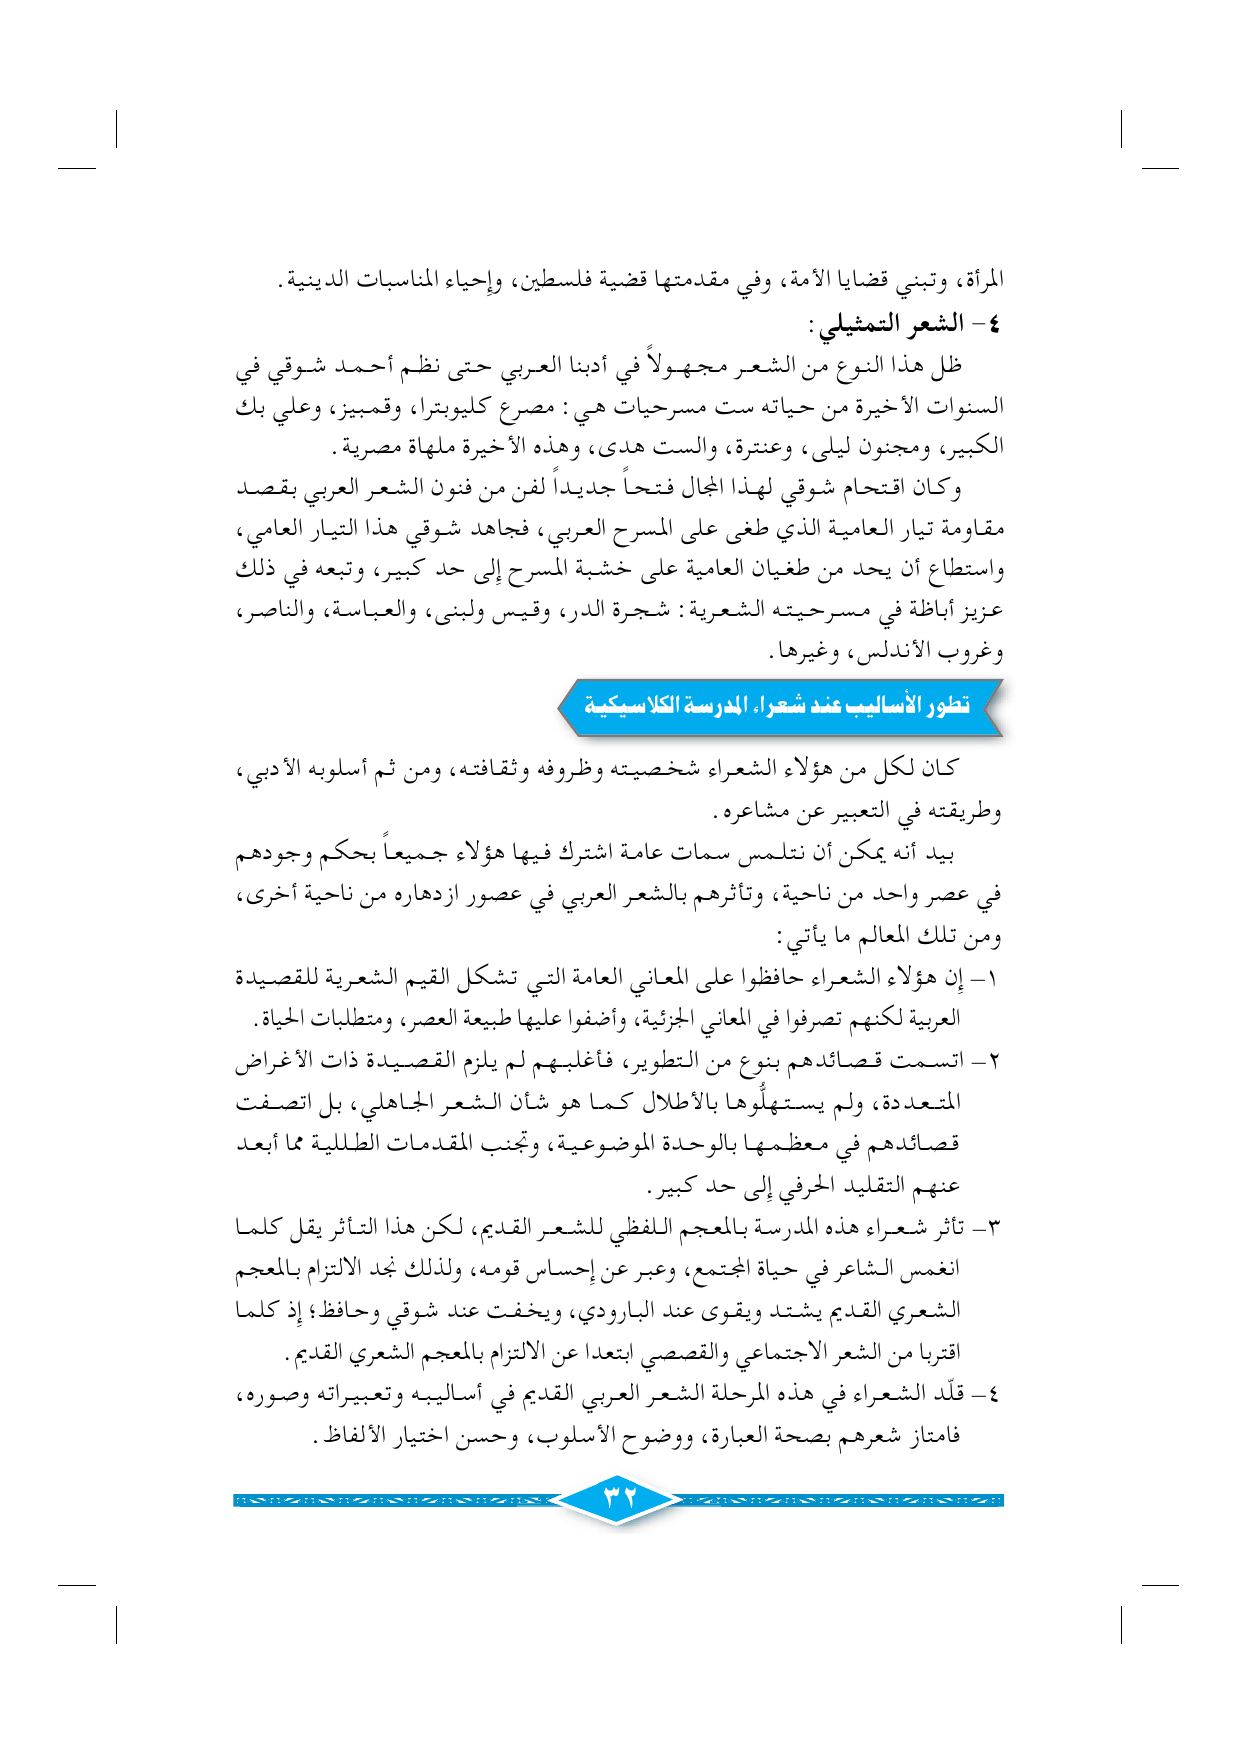 المرأة، وتبني قضايا الأمة، وفي مقدمتها قضية فلسطين، وإحياء المناسبات الدينية.
٤- الشعر التمثيلي:
ظل هذا النوع من الشعر مجهولاً في أدبنا العربي حتى نظم أحمد شوقي في
السنوات الأخيرة من حياته ست مسرحيات هي: مصرع كليوبترا، وقمبيز، وعلي بك
الكبير، ومجنون ليلى، وعنترة، والست هدى، وهذه الأخيرة ملهاة مصرية.
وكان اقتحام شوقي لهذا المجال فتحاً جديداً لفن من فنون الشعر العربي بقصد
مقاومة تيار العامية الذي طغى على المسرح العربي، فجاهد شوقي هذا التيار العامي،
واستطاع أن يحد من طغيان العامية على خشبة المسرح إلى حد كبير، وتبعه في ذلك
عزيز أباظة في مسرحيته الشعرية: شجرة الدر، وقيس ولبنى، والعباسة، والناصر،
وغروب الأندلس، وغيرها.
تطور الأساليب عند شعراء المدرسة الكلاسيكية
كان لكل من هؤلاء الشعراء شخصيته وظروفه وثقافته، ومن ثم أسلوبه الأدبي،
وطريقته في التعبير عن مشاعره.
بيد أنه يمكن أن نتلمس سمات عامة اشترك فيها هؤلاء جميعاً بحكم وجودهم
في عصر واحد من ناحية، وتأثرهم بالشعر العربي في عصور ازدهاره من ناحية أخرى،
ومن تلك المعالم ما يأتي:
١- إن هؤلاء الشعراء حافظوا على المعاني العامة التي تشكل القيم الشعرية للقصيدة
العربية لكنهم تصرفوا في المعاني الجزئية، وأضفوا عليها طبيعة العصر، ومتطلبات الحياة.
٢- اتسمت قصائدهم بنوع من التطوير، فأغلبهم لم يلزم القصيدة ذات الأغراض
المتعددة، ولم يستهلُّوها بالأطلال كما هو شأن الشعر الجاهلي، بل اتصفت
قصائدهم في معظمها بالوحدة الموضوعية، وتجنب المقدمات الطللية مما أبعد
عنهم التقليد الحرفي إلى حد كبير.
٣- تأثر شعراء هذه المدرسة بالمعجم اللفظي للشعر القديم، لكن هذا التأثر يقل كلما
انغمس الشاعر في حياة المجتمع، وعبر عن إحساس قومه، ولذلك نجد الالتزام بالمعجم
الشعري القديم يشتد ويقوى عند البارودي، ويخفت عند شوقي وحافظ؛ إذ كلما
اقتربا من الشعر الاجتماعي والقصصي ابتعدا عن الالتزام بالمعجم الشعري القديم.
٤- قلّد الشعراء في هذه المرحلة الشعر العربي القديم في أساليبه وتعبيراته وصوره،
فامتاز شعرهم بصحة العبارة، ووضوح الأسلوب، وحسن اختيار الألفاظ.
٣٢